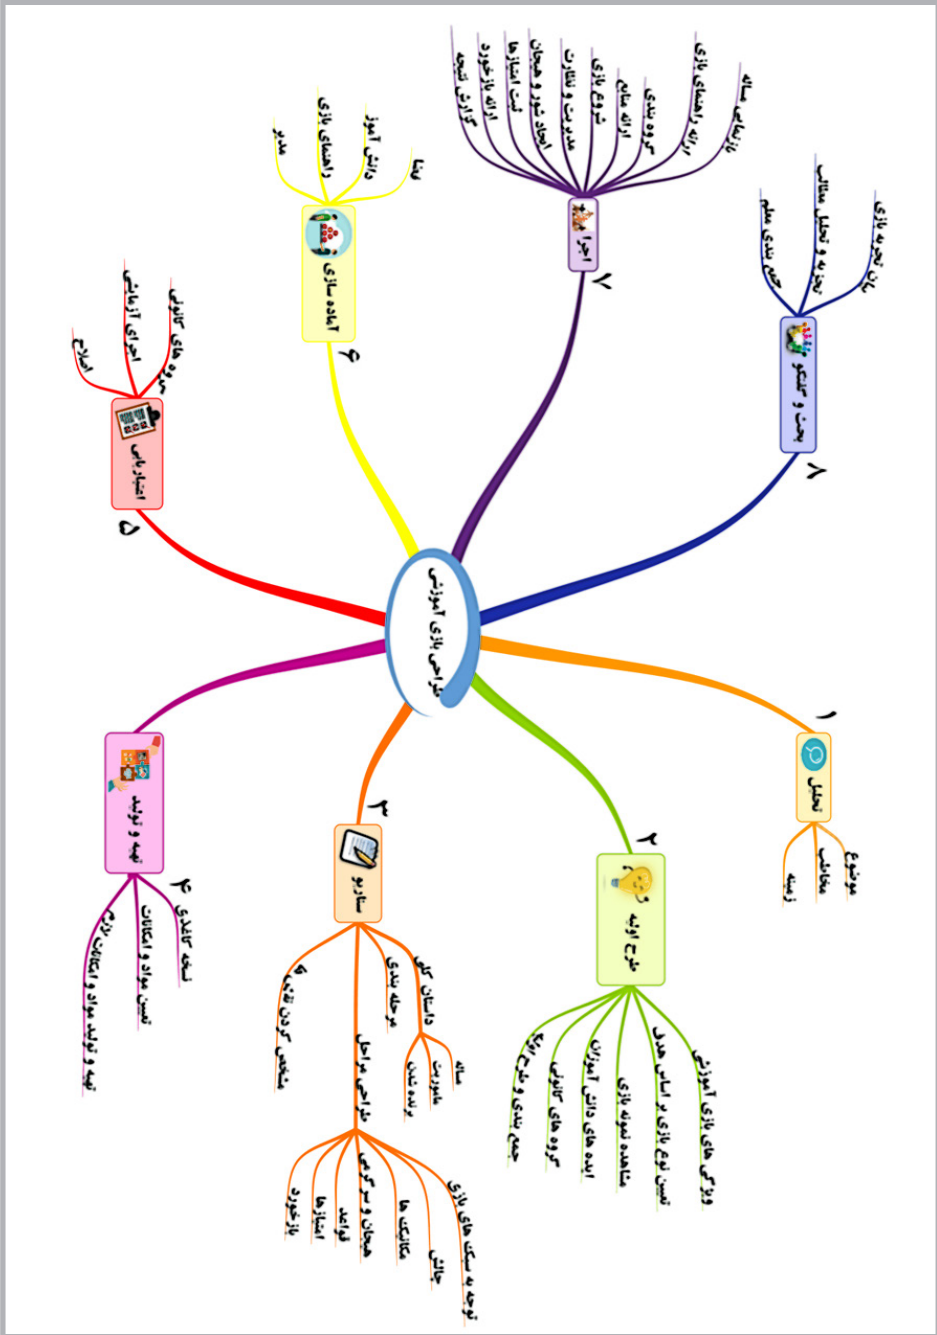 طراحی بازی آموزشی
۱
تحلیل
موضوع
مخاطب
زمینه
۲
طرح اولیه
ویژگی های بازی آموزشی
تعیین نوع بازی بر اساس هدف
مشاهده نمونه بازی
ایده های دانش آموزان
گروه های کانونی
جمع بندی و طرح اولیه
۳
سناریو
داستان کلی
مساله
ماموریت
برنده شدن
مرحله بندی
طراحی مراحل
توجه به سبک های بازی
چالش
مکانیک ها
هیجان و سرگرمی
قواعد
امتیازها
بازخورد
مشخص کردن نقش
۴
تهیه و تولید
نسخه کاغذی
تعیین مواد و امکانات
تهیه و تولید مواد و امکانات لازم
۵
اعتباریابی
گروه های کانونی
اجرای آزمایشی
اصلاح
۶
آماده سازی
فضا
دانش آموز
راهنمای بازی
مدیر
۷
اجرا
بازنمایی مساله
ارائه راهنمای بازی
گروه بندی
ارائه منابع
شروع بازی
مدیریت و نظارت
ایجاد شور و هیجان
ثبت امتیازها
ارائه بازخورد
گزارش نتیجه
۸
بحث و گفتگو
بیان تجربه بازی
تجزیه و تحلیل مطالب
جمع بندی معلم